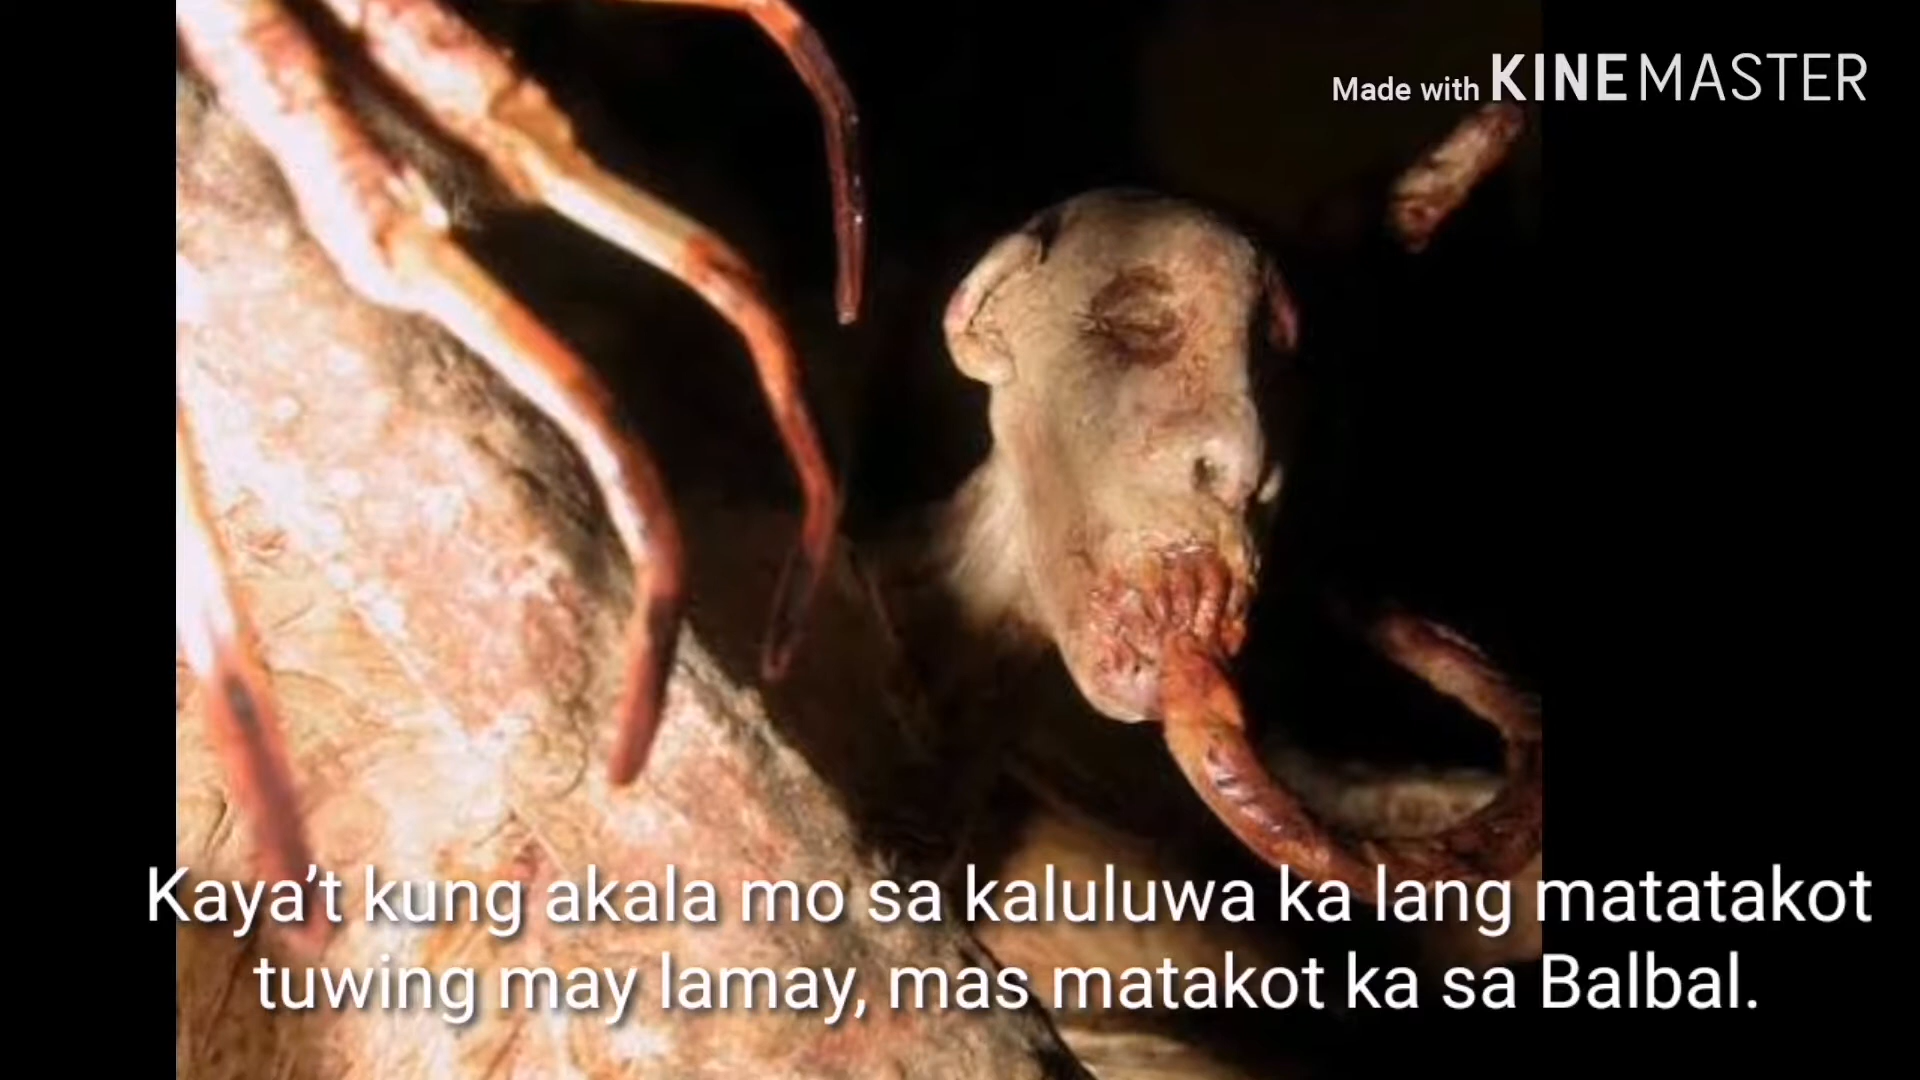 Made with KINEMASTER
Kaya’t kung akala mo sa kaluluwa ka lang matatakot
tuwing may lamay, mas matakot ka sa Balbal.